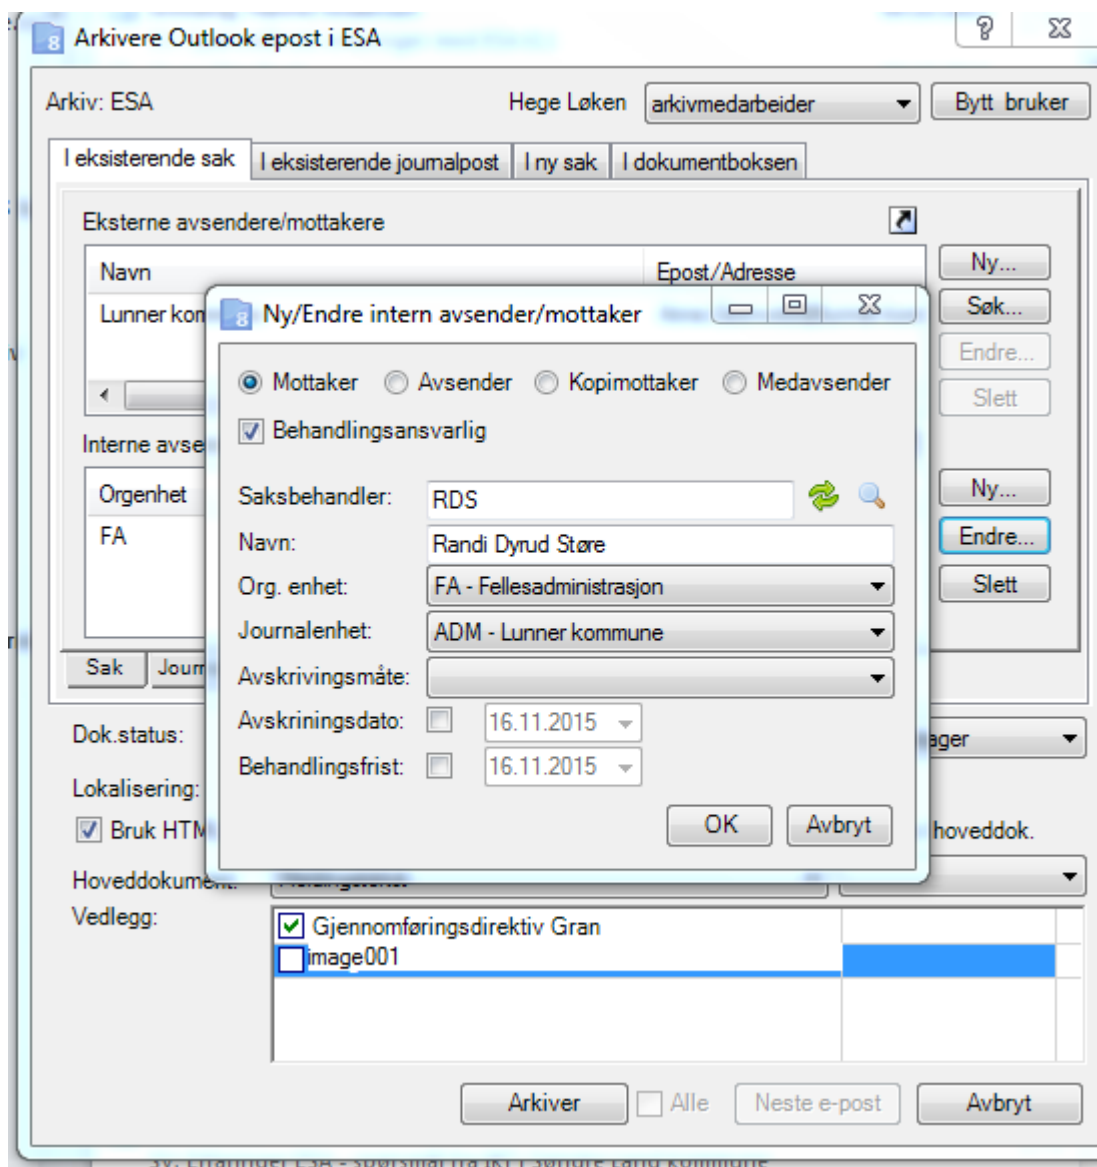 Arkivere Outlook epost i ESA
Arkiv: ESA Hege Løken arkivmedarbeider Bytt bruker
I eksisterende sak I eksisterende journalpost I ny sak I dokumentboksen
Eksterne avsendere/mottakere
Navn Epost/Adresse Ny...
Lunner kom Søk...
Endre...
Slett
Ny/Endre intern avsender/mottaker
Mottaker Avsender Kopimottaker Medavsender
Behandlingsansvarlig
Interne avse
Orgenhet Ny...
FA Endre...
Slett
Saksbehandler: RDS
Navn: Randi Dyrud Støre
Org. enhet: FA - Fellesadministrasjon
Journalenhet: ADM - Lunner kommune
Avskrivingsmåte:
Avskriningsdato: 16.11.2015
Behandlingsfrist: 16.11.2015
OK Avbryt
Sak Journ
Dok.status: ager
Lokalisering:
Bruk HTM hoveddok.
Hoveddokument:
Vedlegg: Gjennomføringsdirektiv Gran
image001
Arkiver Alle Neste e-post Avbryt